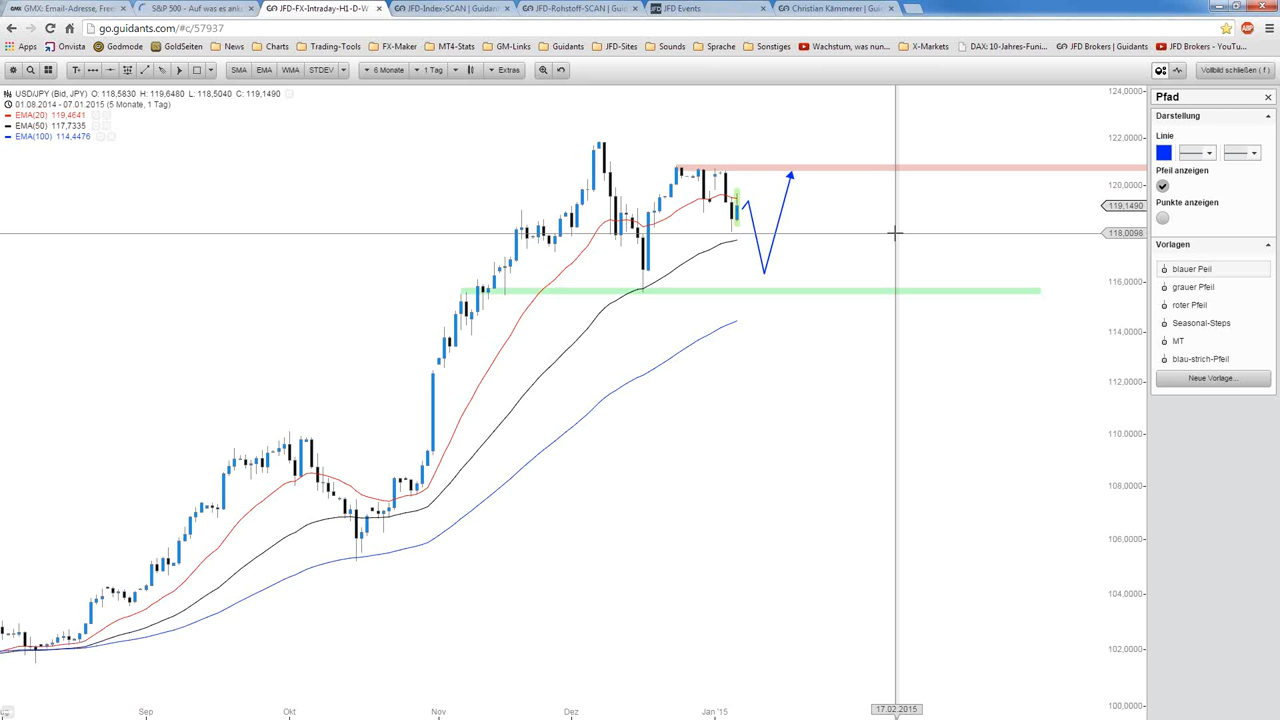 GMX: Email-Adresse, Free
S&P 500 - Auf was es ank
JFD-FX-Intraday-H1-D-W
JFD-Index-SCAN | Guidant
JFD-Rohstoff-SCAN | Guid
JFD Events
Christian Kämmerer | Guid
go.guidants.com/#c/57937
Apps
Onvista
Godmode
GoldSeiten
News
Charts
Trading-Tools
FX-Maker
MT4-Stats
GM-Links
Guidants
JFD-Sites
Sounds
Sprache
Sonstiges
Wachstum, was nun...
X-Markets
DAX: 10-Jahres-Funi...
JFD Brokers | Guidants
JFD Brokers - YouTu...
SMA
EMA
WMA
STDEV
6 Monate
1 Tag
Extras
Vollbild schließen ( f )
USD/JPY (Bid, JPY) O: 118,5830 H: 119,6480 L: 118,5040 C: 119,1490
01.08.2014 - 07.01.2015 (5 Monate, 1 Tag)
EMA(20) 119,4641
EMA(50) 117,7335
EMA(100) 114,4476
124,0000
122,0000
120,0000
119,1490
118,0098
116,0000
114,0000
112,0000
110,0000
108,0000
106,0000
104,0000
102,0000
100,0000
Sep
Okt
Nov
Dez
Jan '15
17.02.2015
Pfad
Darstellung
Linie
Pfeil anzeigen
Punkte anzeigen
Vorlagen
blauer Peil
grauer Pfeil
roter Pfeil
Seasonal-Steps
MT
blau-strich-Pfeil
Neue Vorlage...